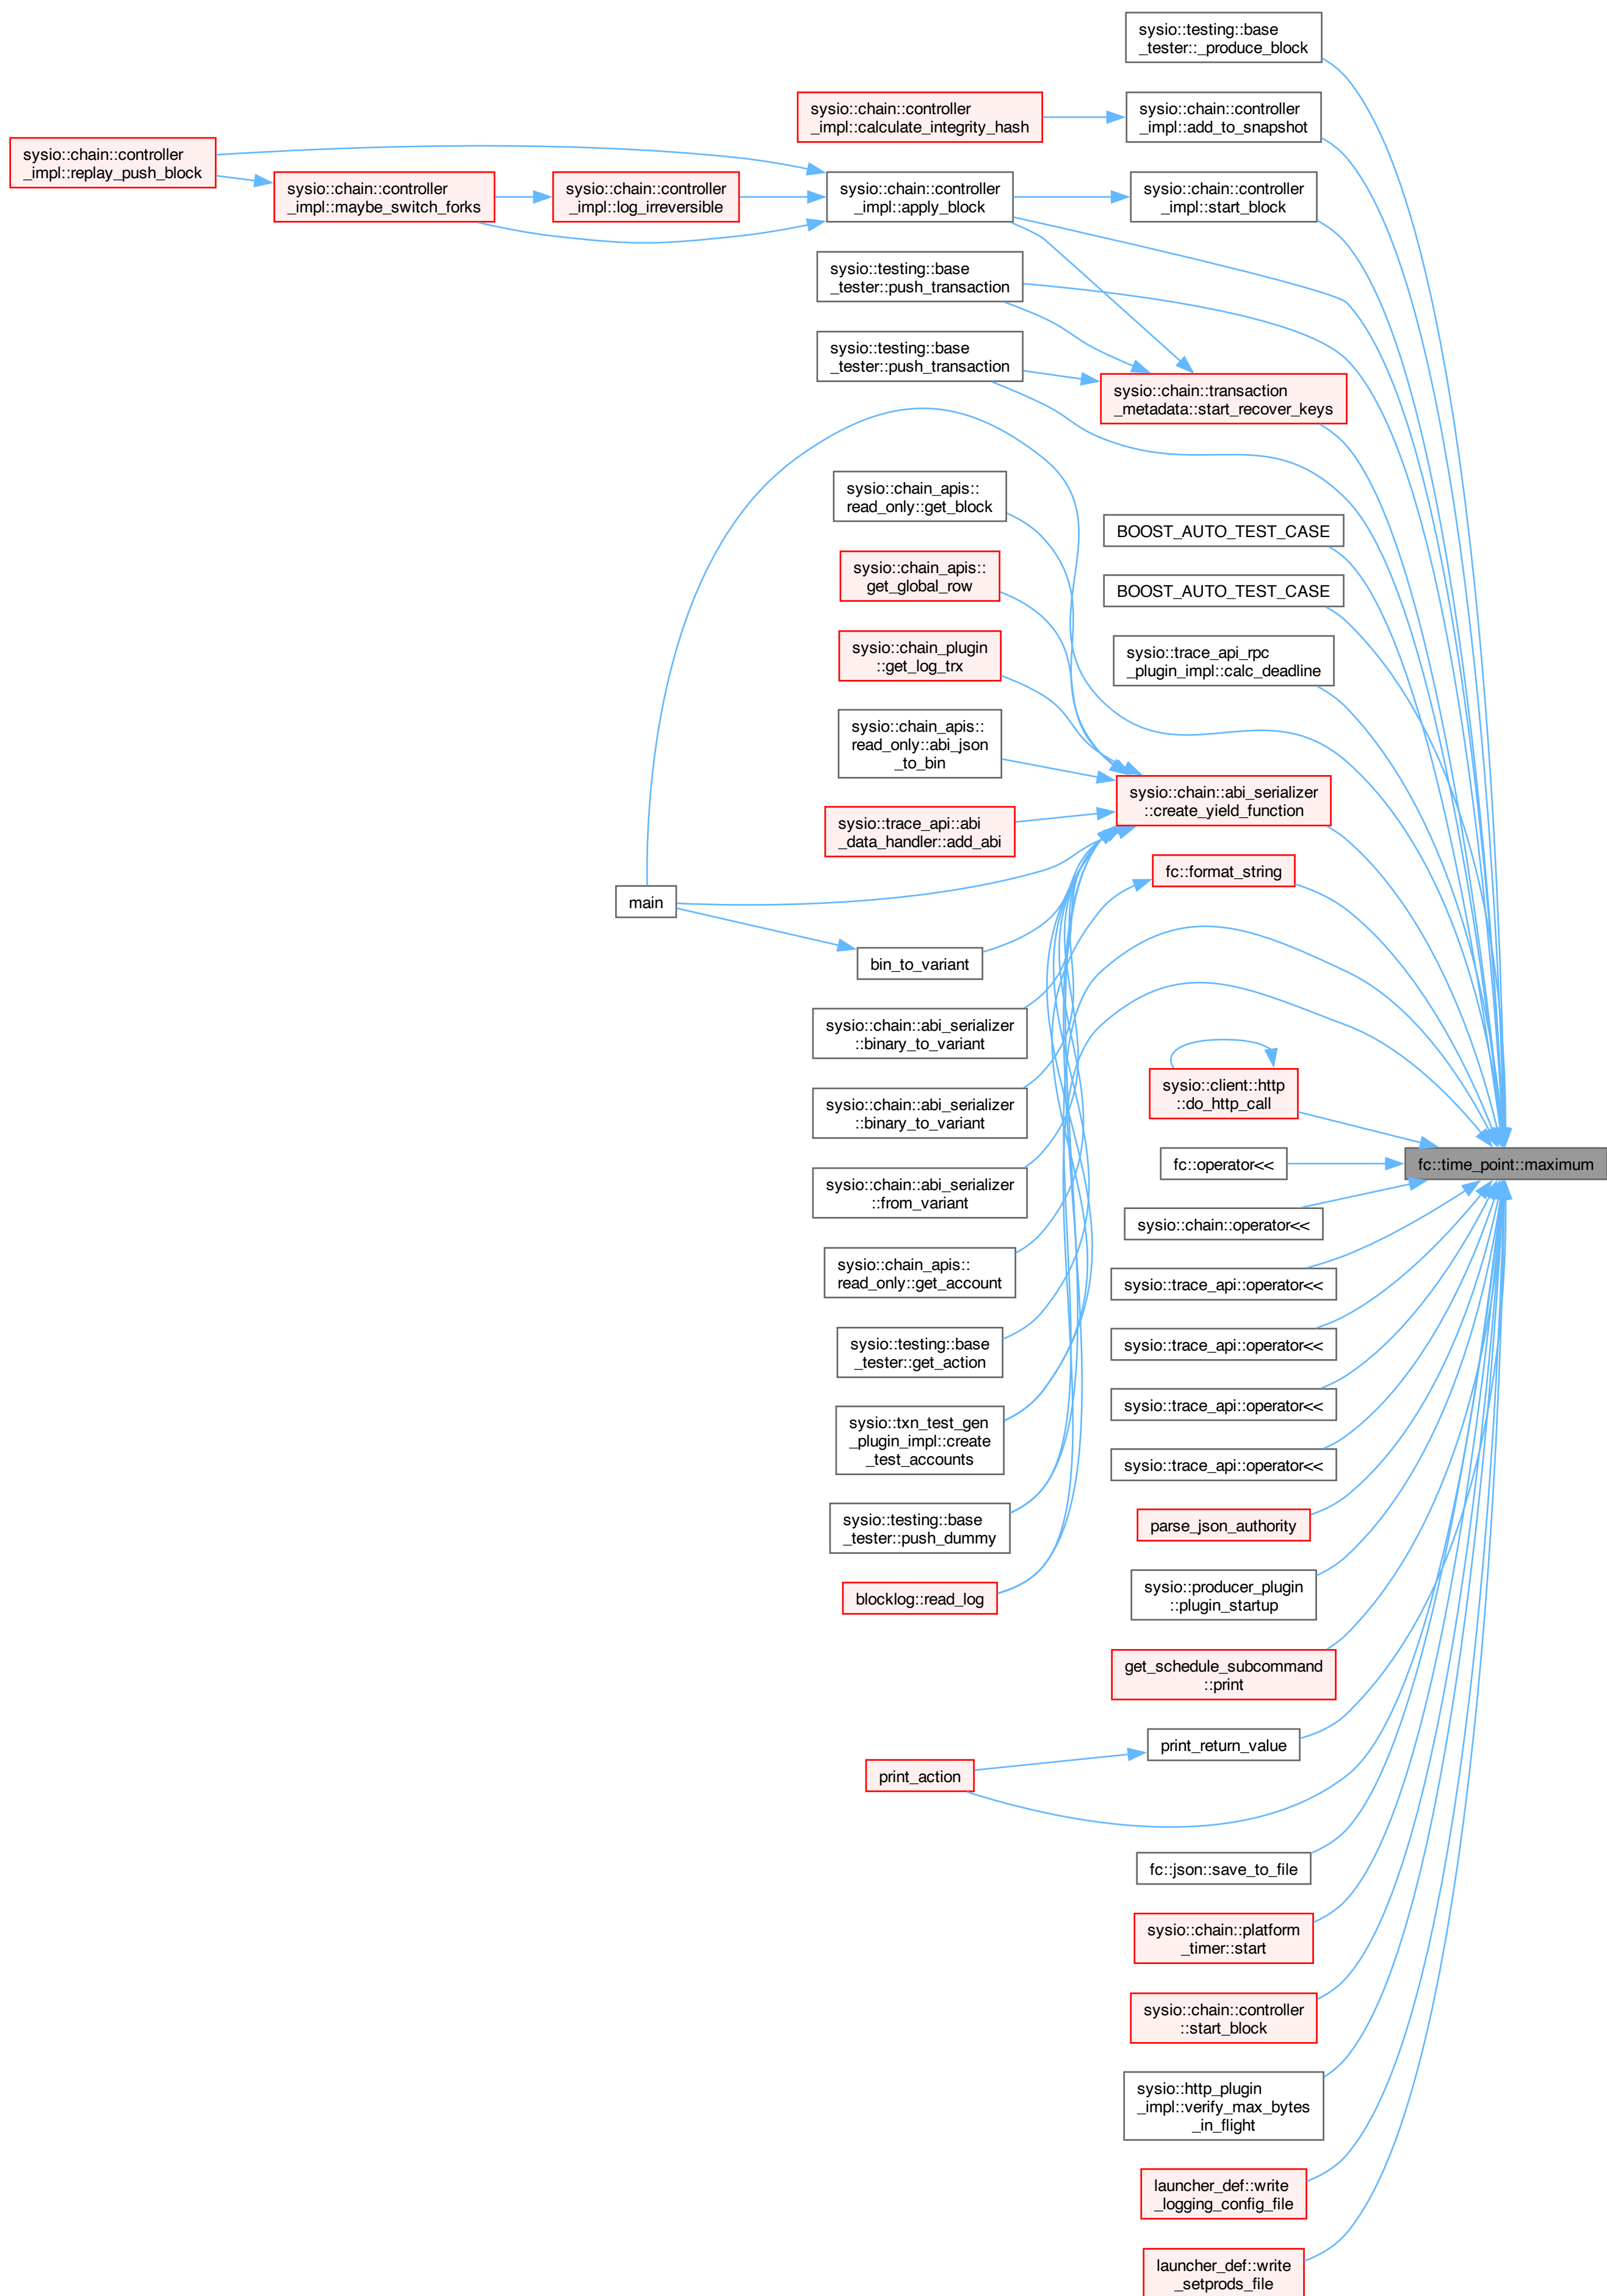 sysio::testing::base
_tester::_produce_block
sysio::chain::controller
_impl::calculate_integrity_hash
sysio::chain::controller
_impl::add_to_snapshot
sysio::chain::controller
_impl::replay_push_block
sysio::chain::controller
_impl::maybe_switch_forks
sysio::chain::controller
_impl::log_irreversible
sysio::chain::controller
_impl::apply_block
sysio::chain::controller
_impl::start_block
sysio::testing::base
_tester::push_transaction
sysio::testing::base
_tester::push_transaction
sysio::chain::transaction
_metadata::start_recover_keys
sysio::chain_apis::
read_only::get_block
BOOST_AUTO_TEST_CASE
sysio::chain_apis::
get_global_row
BOOST_AUTO_TEST_CASE
sysio::chain_plugin
::get_log_trx
sysio::trace_api_rpc
_plugin_impl::calc_deadline
sysio::chain_apis::
read_only::abi_json
_to_bin
sysio::chain::abi_serializer
::create_yield_function
sysio::trace_api::abi
_data_handler::add_abi
fc::format_string
main
bin_to_variant
sysio::chain::abi_serializer
::binary_to_variant
sysio::chain::abi_serializer
::binary_to_variant
sysio::client::http
::do_http_call
fc::operator<<
fc::time_point::maximum
sysio::chain::abi_serializer
::from_variant
sysio::chain::operator<<
sysio::chain_apis::
read_only::get_account
sysio::trace_api::operator<<
sysio::testing::base
_tester::get_action
sysio::trace_api::operator<<
sysio::trace_api::operator<<
sysio::txn_test_gen
_plugin_impl::create
_test_accounts
sysio::trace_api::operator<<
sysio::testing::base
_tester::push_dummy
parse_json_authority
blocklog::read_log
sysio::producer_plugin
::plugin_startup
get_schedule_subcommand
::print
print_return_value
print_action
fc::json::save_to_file
sysio::chain::platform
_timer::start
sysio::chain::controller
::start_block
sysio::http_plugin
_impl::verify_max_bytes
_in_flight
launcher_def::write
_logging_config_file
launcher_def::write
_setprods_file